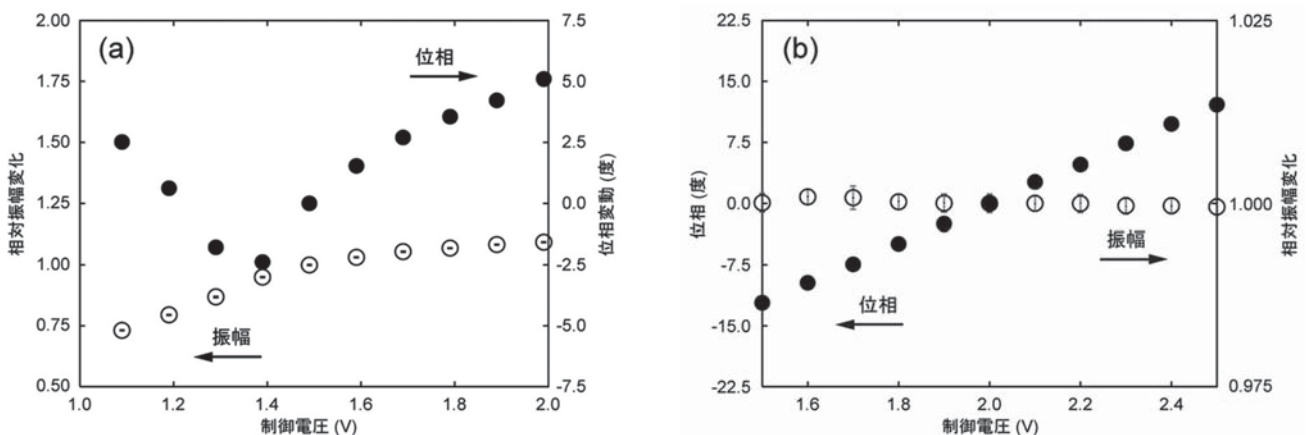 (a)
位相
振幅
相対振幅変化
2.00
1.75
1.50
1.25
1.00
0.75
0.50
7.5
5.0
2.5
0.0
-2.5
-5.0
-7.5
位相変動 (度)
1.0 1.2 1.4 1.6 1.8 2.0
制御電圧 (V)
(b)
振幅
位相
位相 (度)
22.5
15.0
7.5
0.0
-7.5
-15.0
-22.5
1.025
1.000
0.975
相対振幅変化
1.6 1.8 2.0 2.2 2.4
制御電圧 (V)